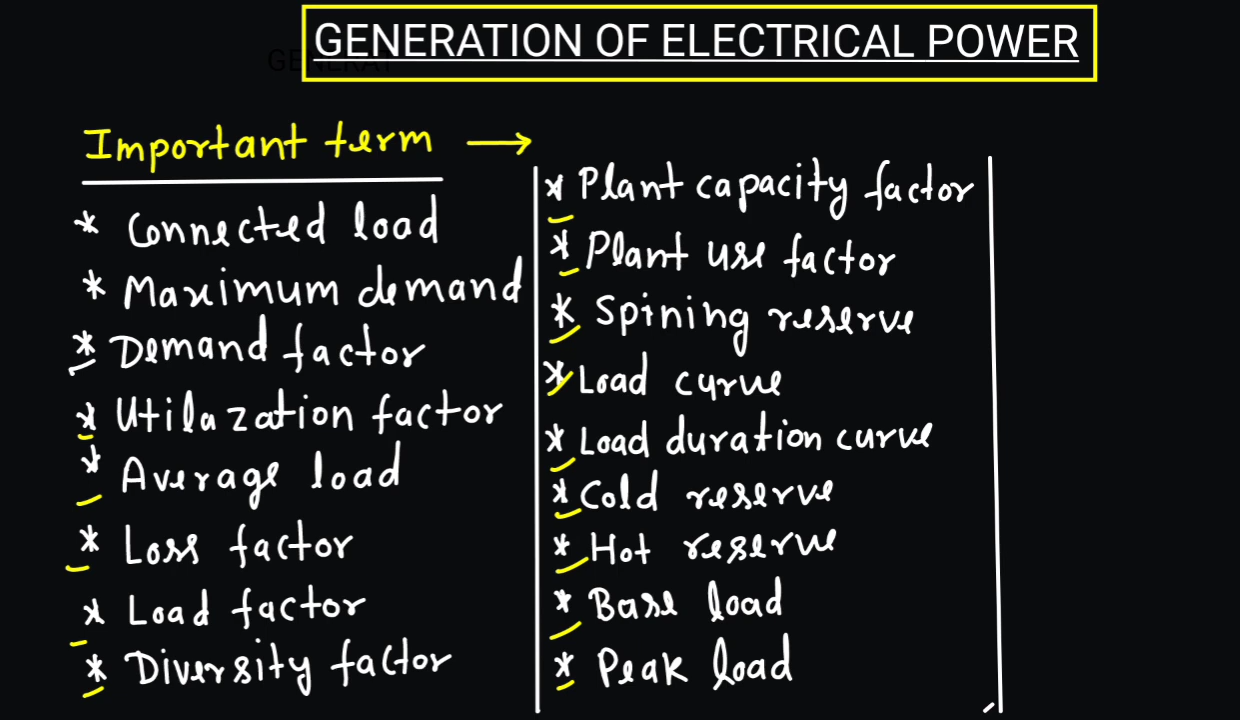 GENERATION OF ELECTRICAL POWER
GENERAT
Important term →
* Connected load
* Maximum demand
* Demand factor
* Utilazation factor
* Average load
* Loss factor
* Load factor
* Diversity factor
* Plant capacity factor
* Plant use factor
* Spining reserve
* Load curve
* Load duration curve
* Cold reserve
* Hot reserve
* Base load
* Peak load